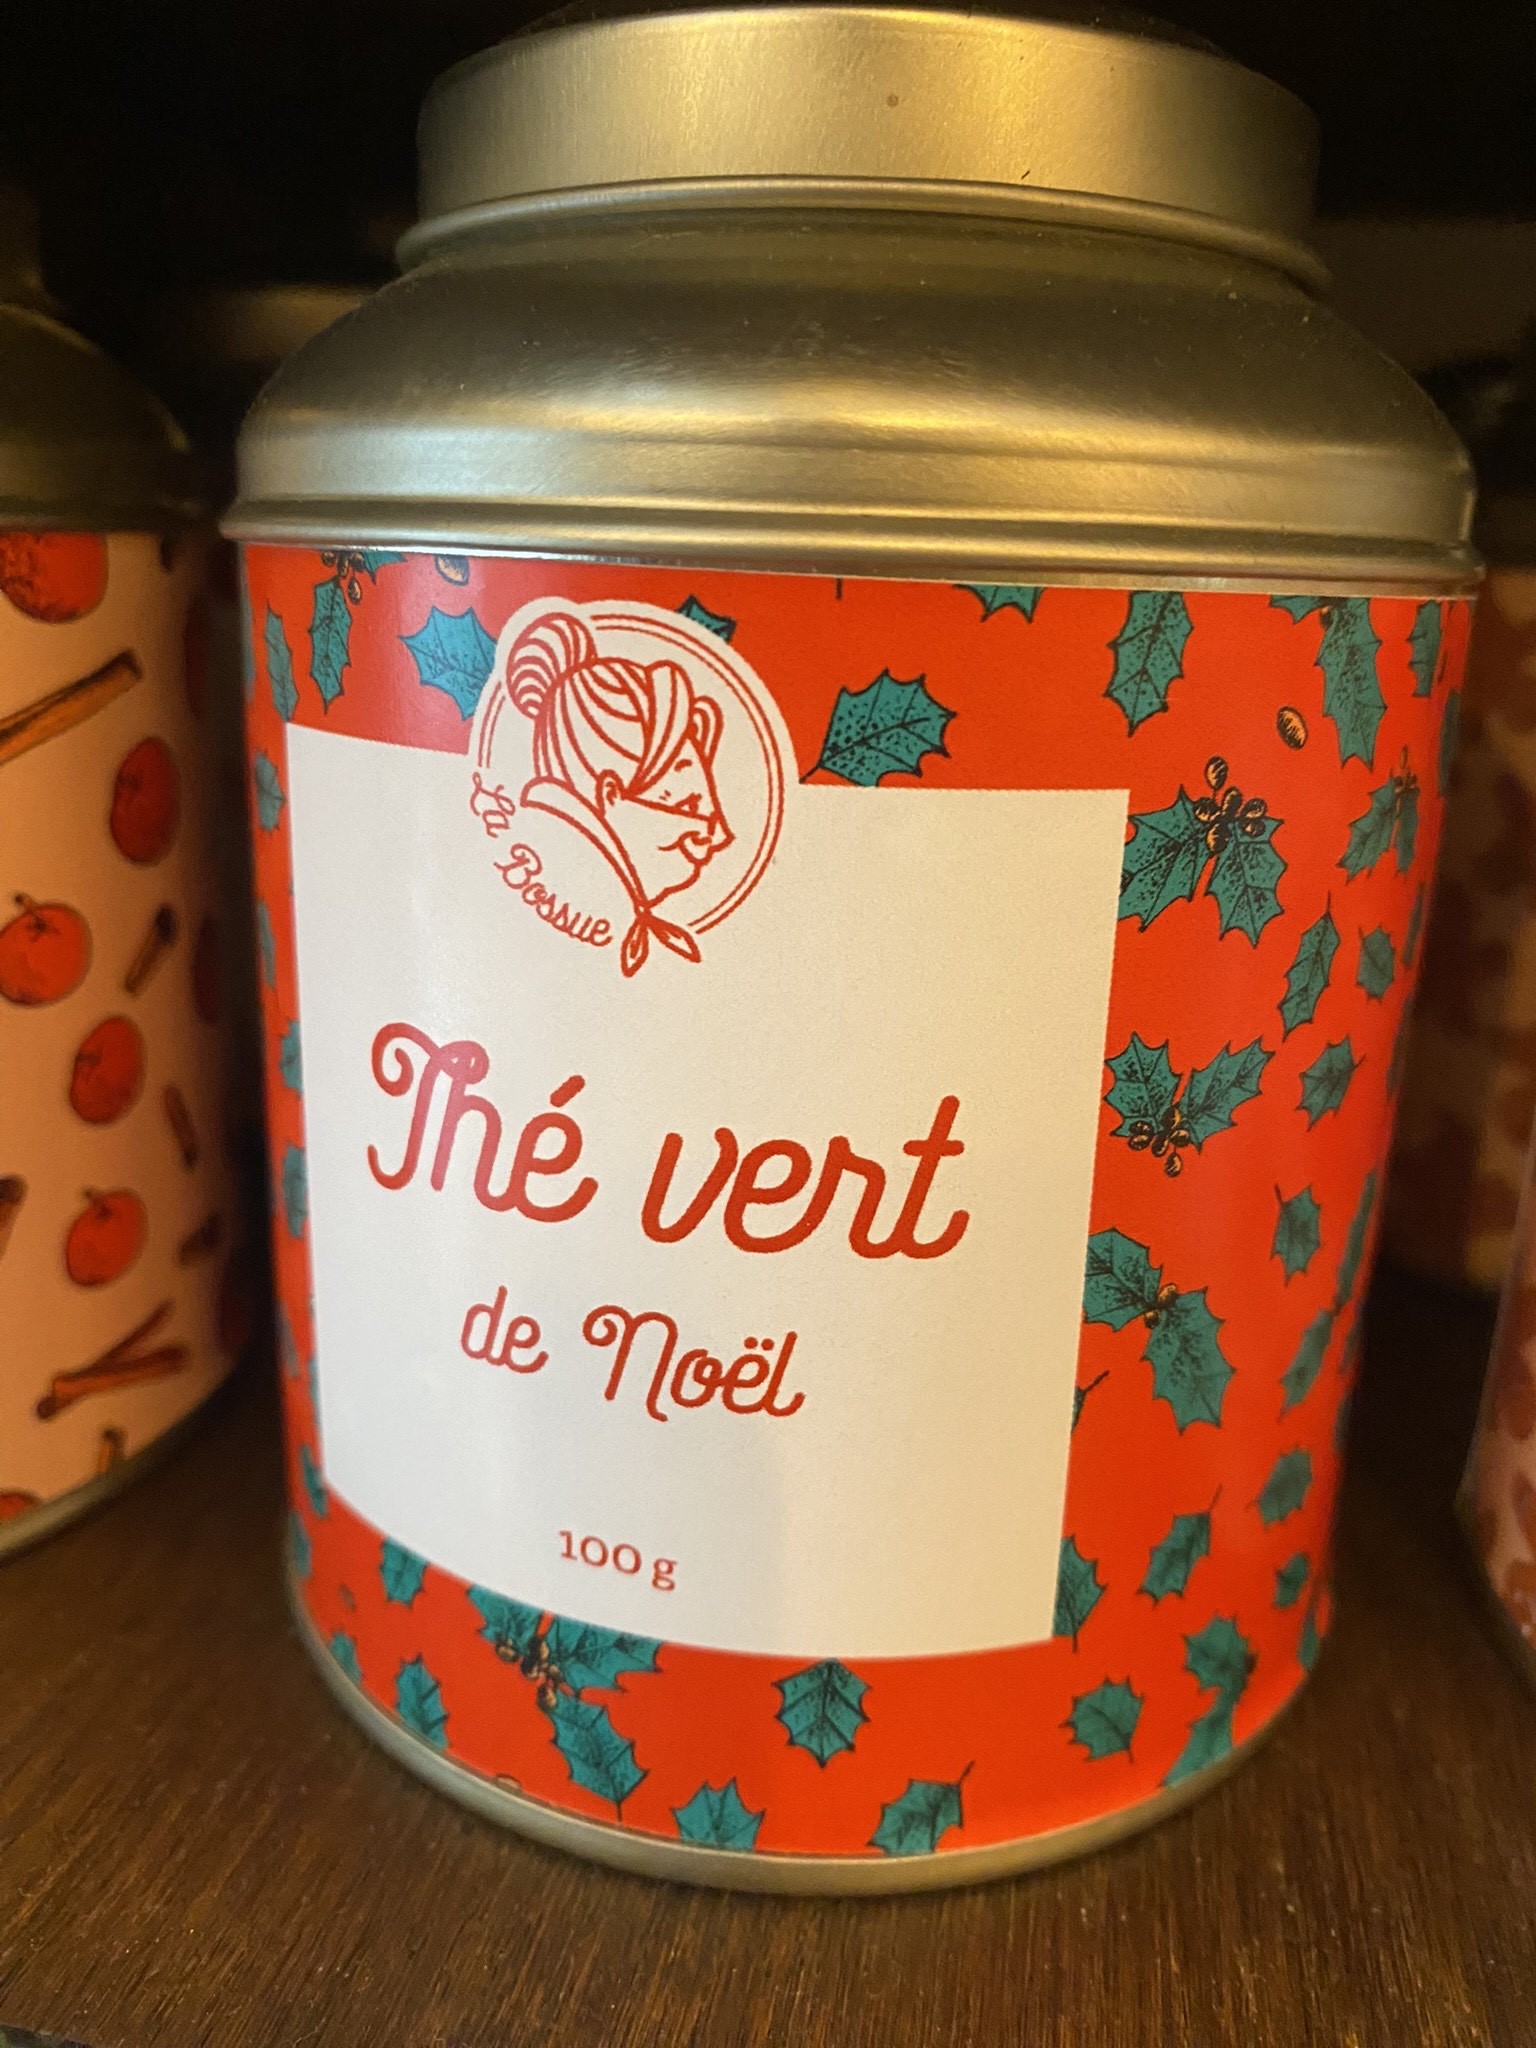 La Bossue
Thé vert
de Noël
100 g